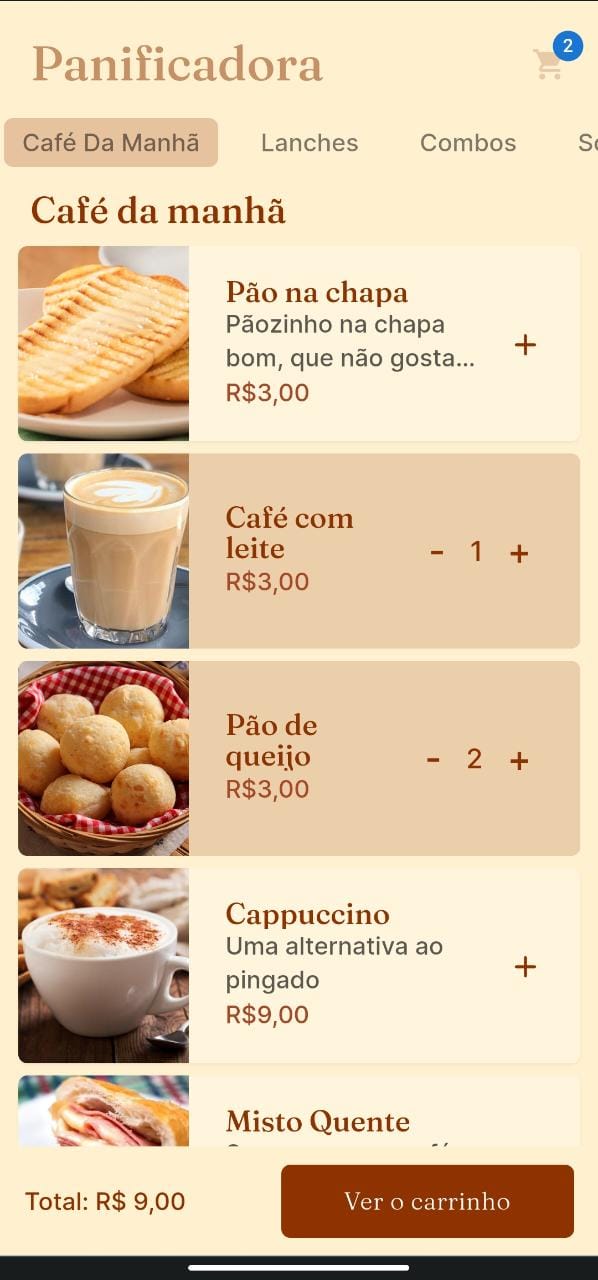 Panificadora
2
Café Da Manhã
Lanches
Combos
Café da manhã
Pão na chapa
Pãozinho na chapa
bom, que não gosta...
R$3,00
+
Café com
leite
R$3,00
- 1 +
Pão de
queijo
R$3,00
- 2 +
Cappuccino
Uma alternativa ao
pingado
R$9,00
+
Misto Quente
Total: R$ 9,00
Ver o carrinho